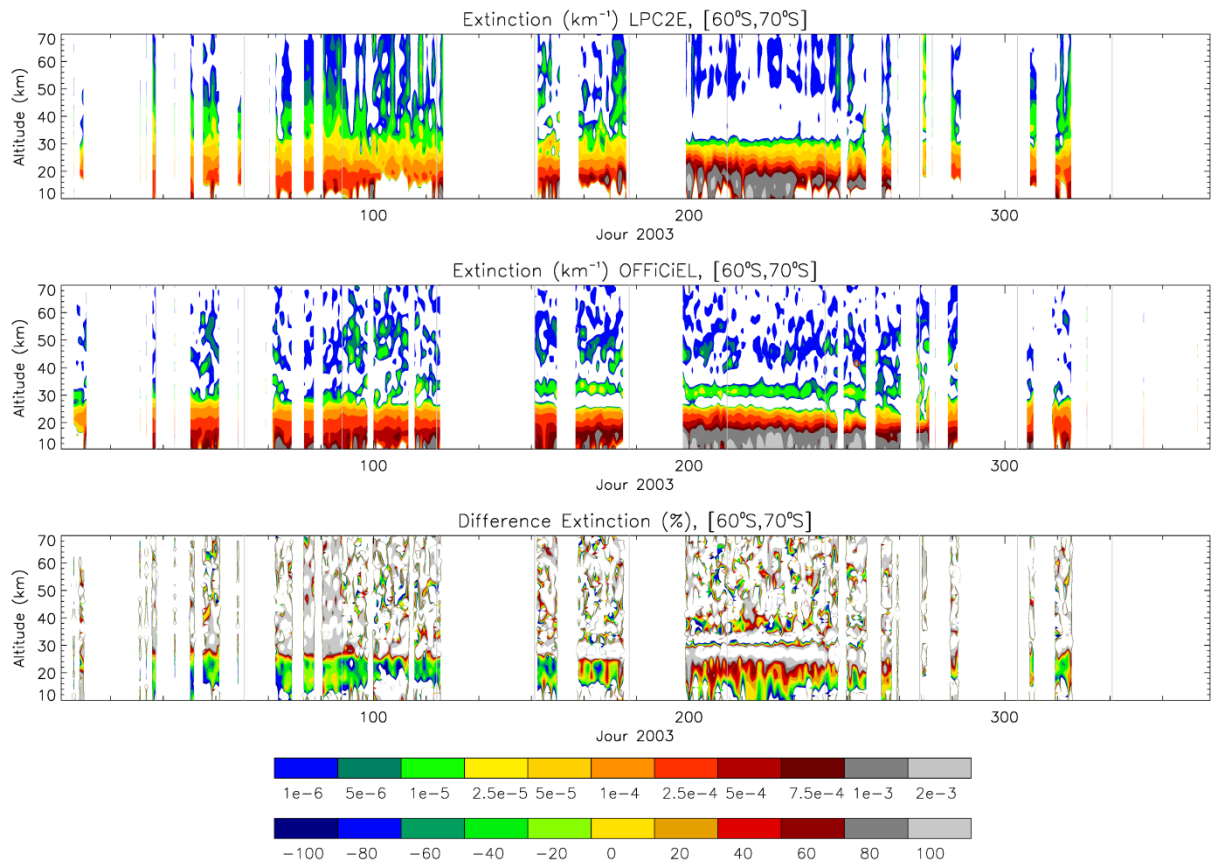 Extinction (km⁻¹) LPC2E, [60°S,70°S]
Altitude (km)
70
60
50
40
30
20
10
100
200
300
Jour 2003
Extinction (km⁻¹) OFFiCiEL, [60°S,70°S]
Altitude (km)
70
60
50
40
30
20
10
100
200
300
Jour 2003
Difference Extinction (%), [60°S,70°S]
Altitude (km)
70
60
50
40
30
20
10
100
200
300
Jour 2003
1e-6 5e-6 1e-5 2.5e-5 5e-5 1e-4 2.5e-4 5e-4 7.5e-4 1e-3 2e-3
-100 -80 -60 -40 -20 0 20 40 60 80 100